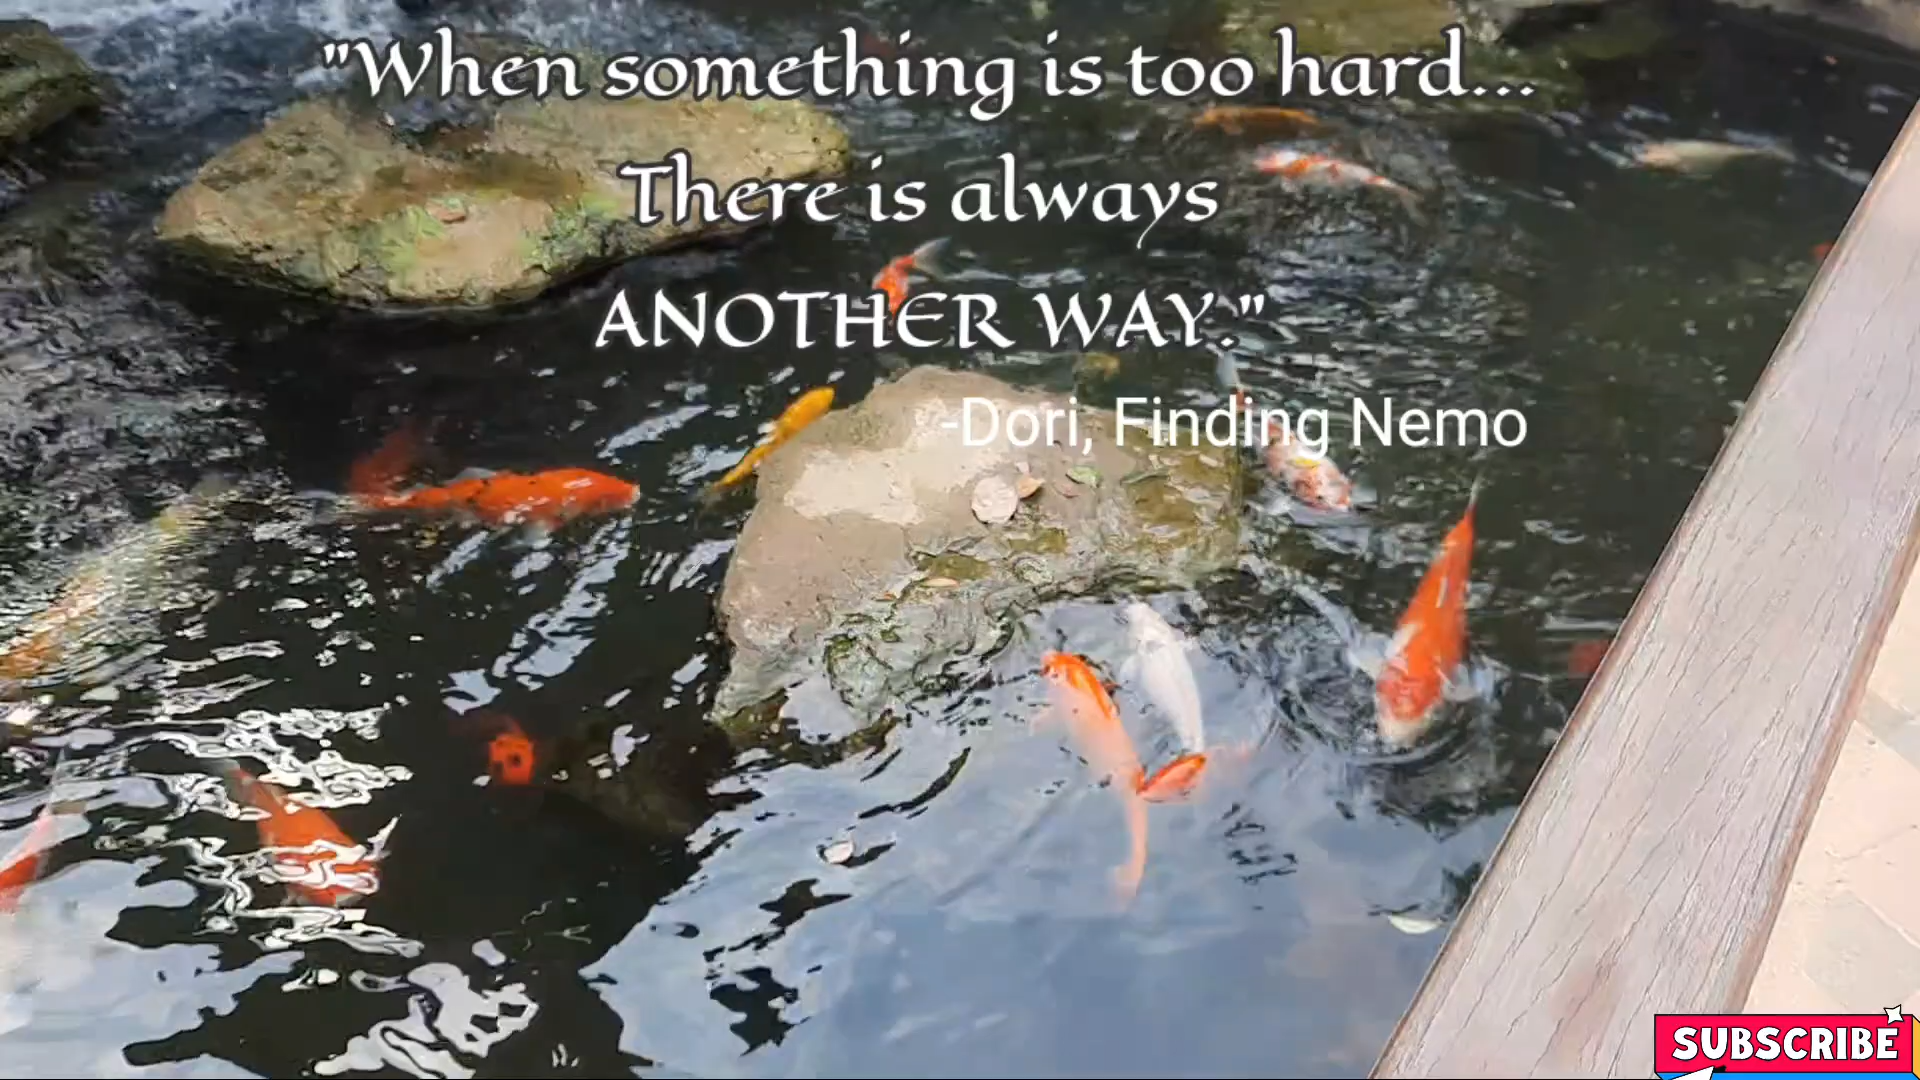 "When something is too hard...
There is always
ANOTHER WAY."
-Dori, Finding Nemo
SUBSCRIBE